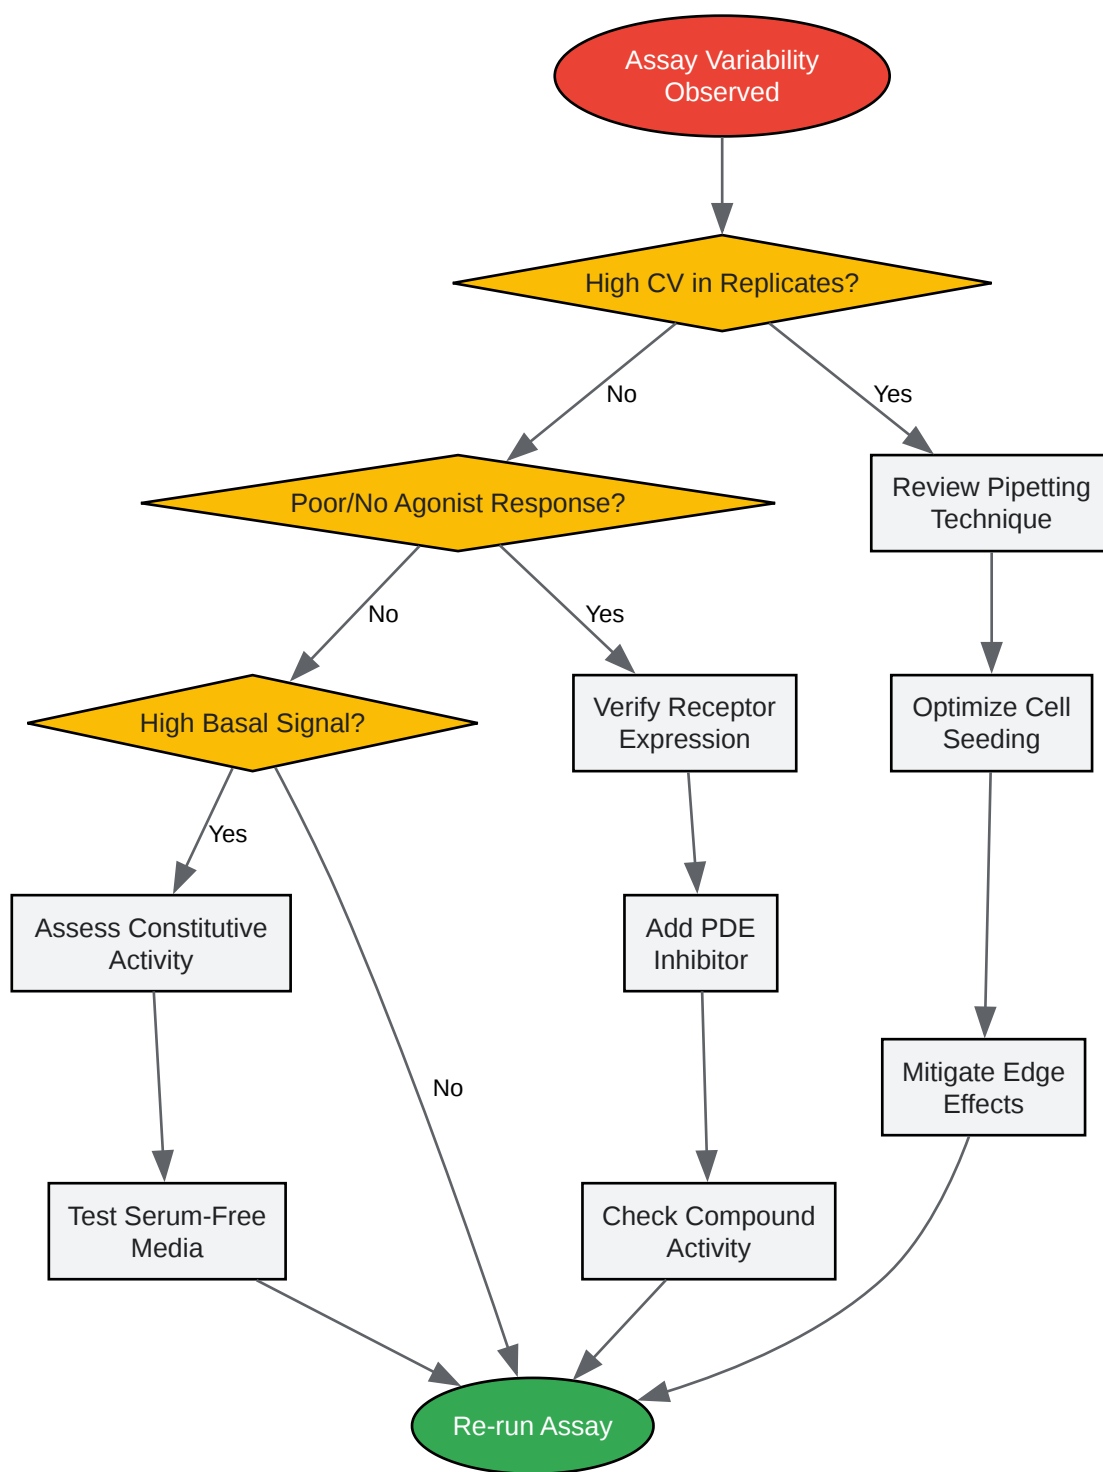 Assay Variability
Observed
High CV in Replicates?
No
Yes
Poor/No Agonist Response?
Review Pipetting
Technique
No
Yes
High Basal Signal?
Verify Receptor
Expression
Optimize Cell
Seeding
Yes
Assess Constitutive
Activity
Add PDE
Inhibitor
No
Mitigate Edge
Effects
Test Serum-Free
Media
Check Compound
Activity
Re-run Assay